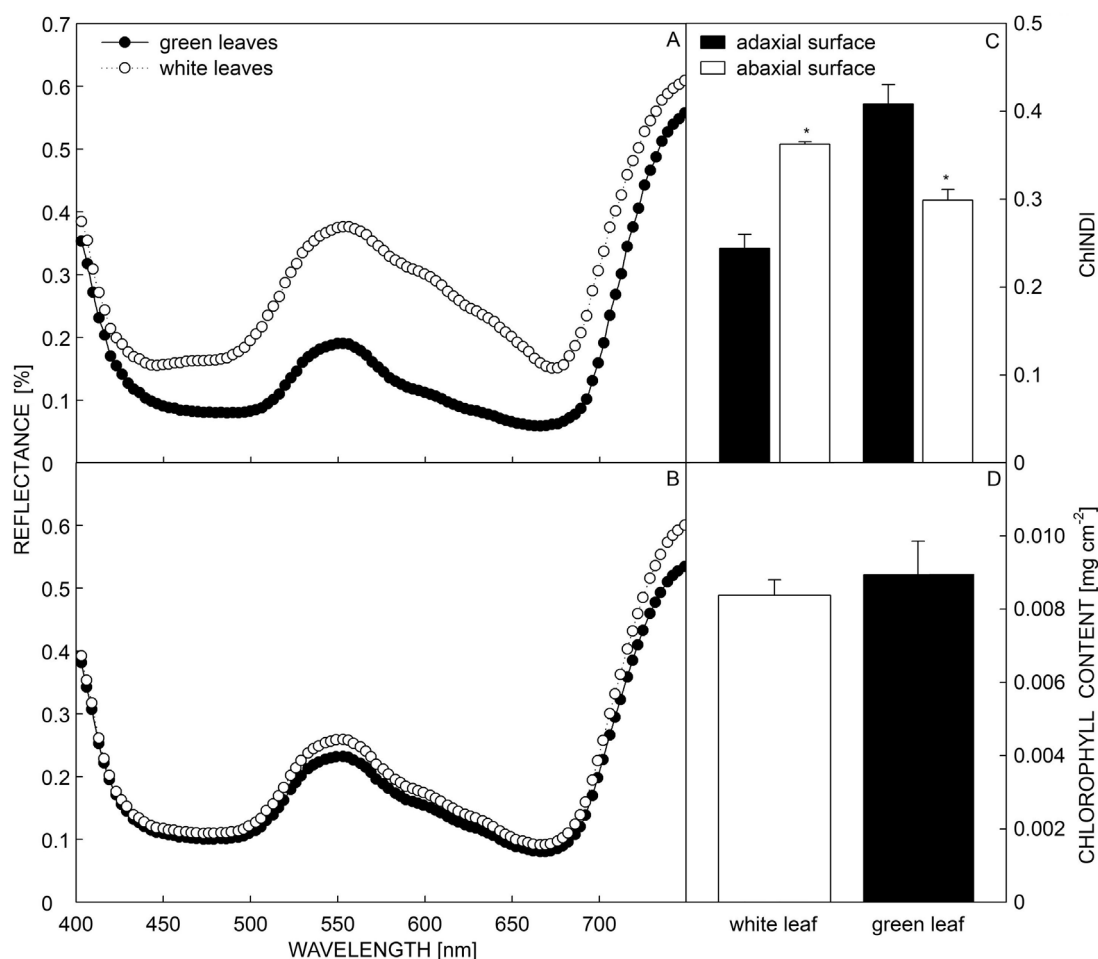 0.7
0.6
0.5
0.4
0.3
0.2
0.1
0
green leaves
white leaves
A
adaxial surface
abaxial surface
C
*
*
0.5
0.4
0.3
0.2
0.1
0
ChlNDI
REFLECTANCE [%]
B
0.6
0.5
0.4
0.3
0.2
0.1
0
400
450
500
550
600
650
700
WAVELENGTH [nm]
D
0.010
0.008
0.006
0.004
0.002
0
CHLOROPHYLL CONTENT [mg cm-2]
white leaf
green leaf